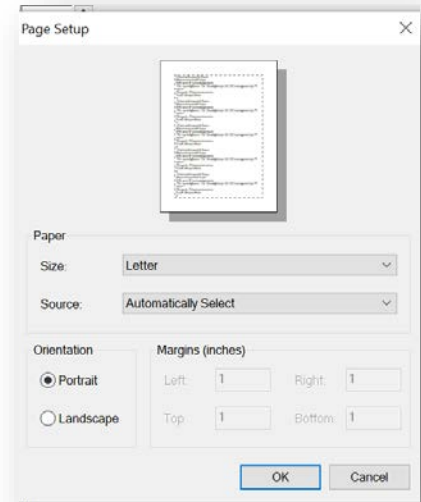 Page Setup
Paper
Size: Letter
Source: Automatically Select
Orientation
Margins (inches)
Portrait
Left: 1 Right: 1
Landscape
Top: 1 Bottom: 1
OK Cancel